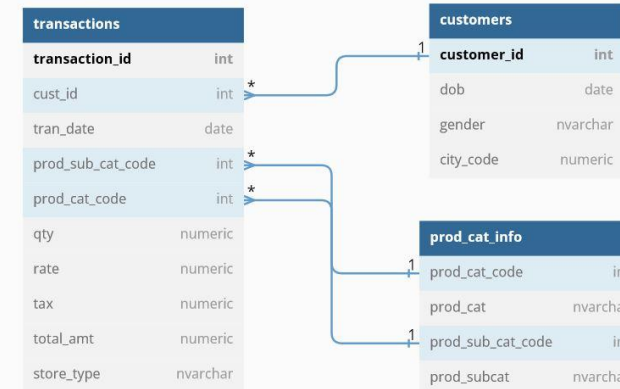 transactions
transaction_id int
cust_id int
tran_date date
prod_sub_cat_code int
prod_cat_code int
qty numeric
rate numeric
tax numeric
total_amt numeric
store_type nvarchar
* 1
*
* 1
1
customers
customer_id int
dob date
gender nvarchar
city_code numeric
prod_cat_info
prod_cat_code
prod_cat
prod_sub_cat_code
prod_subcat